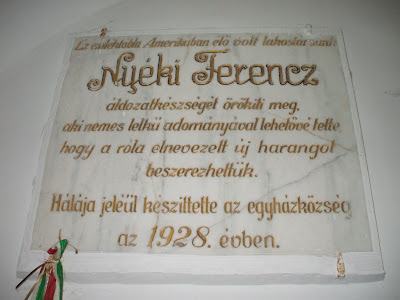 Ez emléktábla Amerikában élő volt lakostársunk
Nyéki Ferencz
áldozatkészségét örökíti meg,
aki nemes lelkű adományával lehetővé tette,
hogy a róla elnevezett új harangot
beszerezhettük.
Hálája jeléül készíttette az egyházközség
az 1928. évben.